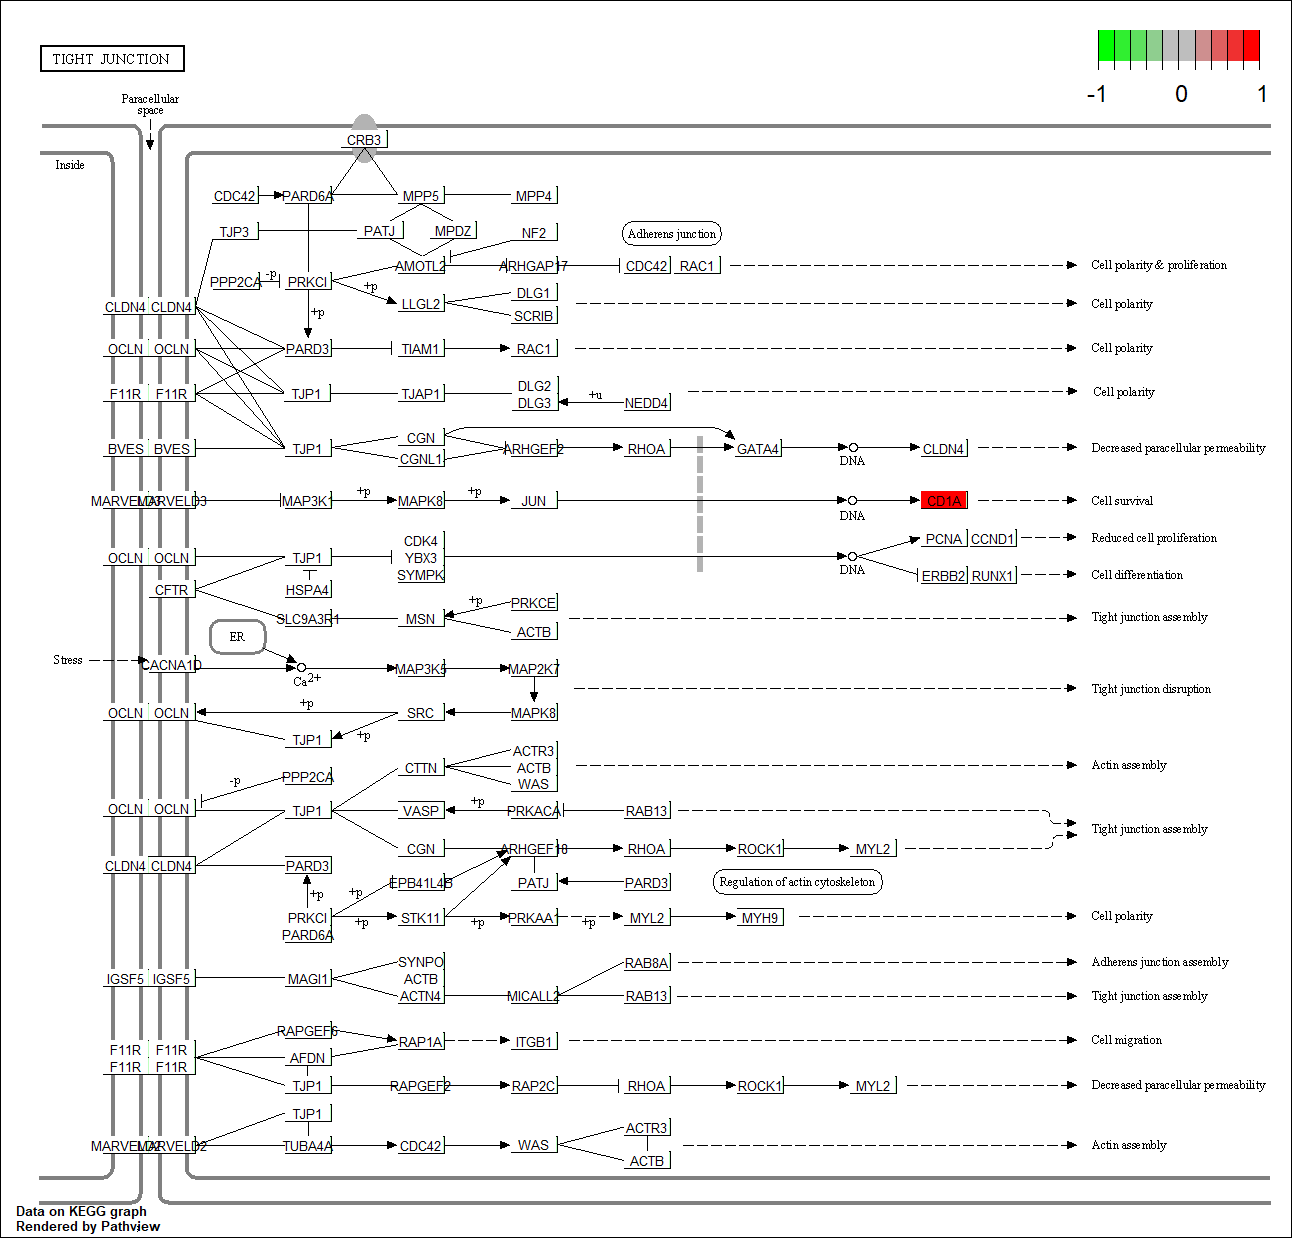 TIGHT JUNCTION
-1 0 1
Paracellular
space
Inside
CRB3
CDC42 PARD6A MPP5 MPP4
TJP3 PATJ MPDZ NF2 Adherens junction
PPP2CA -p PRKCI AMOTL2 ARHGAP17 CDC42 RAC1 Cell polarity & proliferation
+p LLGL2 DLG1 Cell polarity
CLDN4 CLDN4 +p SCRIB
OCLN OCLN PARD3 TIAM1 RAC1 Cell polarity
F11R F11R TJP1 TJAP1 DLG2 Cell polarity
DLG3 +u NEDD4
BVES BVES TJP1 CGN ARHGEF2 RHOA GATA4 DNA CLDN4 Decreased paracellular permeability
CGNL1
MARVELD3 MARVELD3 MAP3K1 +p MAPK8 +p JUN DNA CD1A Cell survival
CDK4 PCNA CCND1 Reduced cell proliferation
OCLN OCLN TJP1 YBX3 DNA
SYMPK ERBB2 RUNX1 Cell differentiation
CFTR HSPA4
SLC9A3R1 MSN +p PRKCE Tight junction assembly
ACTB
ER
Stress CACNA1D Ca2+ MAP3K5 MAP2K7
Tight junction disruption
OCLN OCLN +p SRC MAPK8
TJP1 +p
ACTR3
CTTN ACTB Actin assembly
WAS
-p PPP2CA
OCLN OCLN TJP1 VASP +p PRKACA RAB13
Tight junction assembly
CGN ARHGEF18 RHOA ROCK1 MYL2
CLDN4 CLDN4 PARD3
+p +p EPB41L4B PATJ PARD3 Regulation of actin cytoskeleton
PRKCI +p STK11 +p PRKAA1 +p MYL2 MYH9 Cell polarity
PARD6A
SYNPO RAB8A Adherens junction assembly
IGSF5 IGSF5 MAGI1 ACTB
ACTN4 MICALL2 RAB13 Tight junction assembly
RAPGEF6
F11R F11R RAP1A ITGB1 Cell migration
F11R F11R AFDN
TJP1 RAPGEF2 RAP2C RHOA ROCK1 MYL2 Decreased paracellular permeability
TJP1
ACTR3
MARVELD2 MARVELD2 TUBA4A CDC42 WAS Actin assembly
ACTB
Data on KEGG graph
Rendered by Pathview